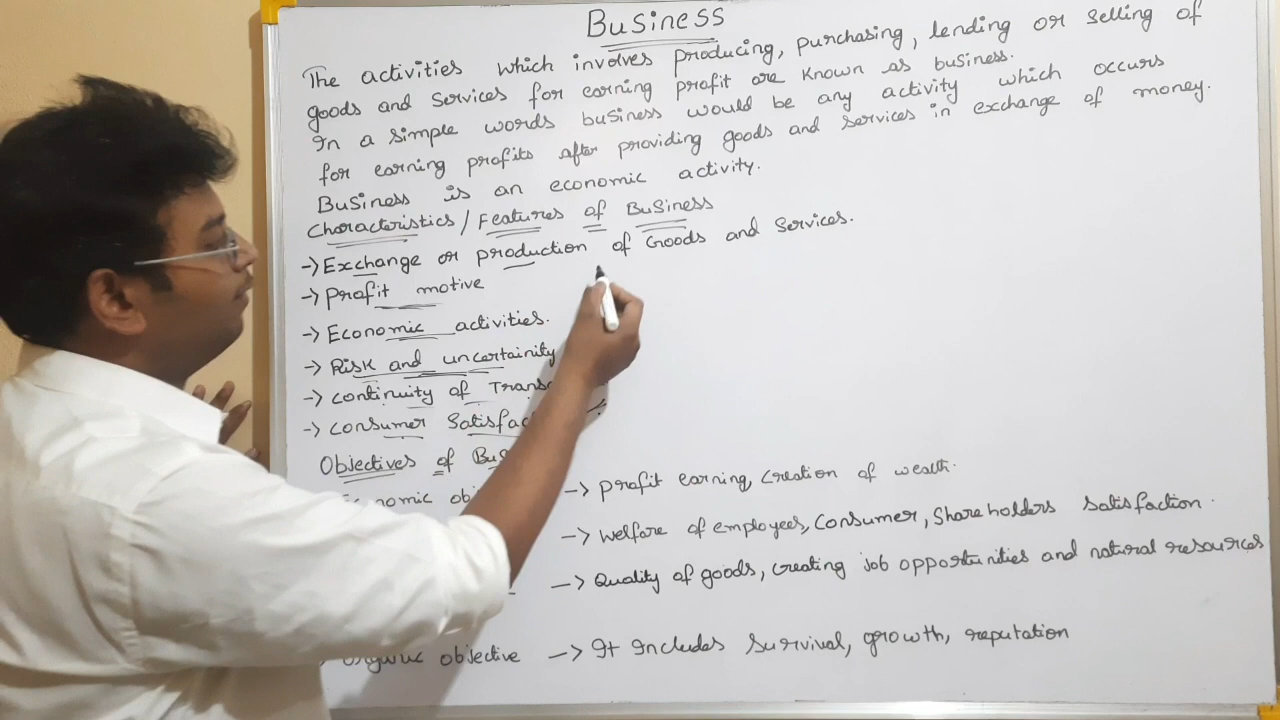 Business
The activities which involves producing, purchasing, lending or selling of
goods and services for earning profit are known as business.
In a simple words business would be any activity which occurs
for earning profits after providing goods and services in exchange of money.
Business is an economic activity.
Characteristics / Features of Business
-> Exchange or production of Goods and Services.
-> Profit motive
-> Economic activities.
-> Risk and uncertainity
-> continuity of
-> consumer
Objectives of
-> profit earning, creation of wealth.
-> welfare of employees, consumer, Shareholders satisfaction.
-> Quality of goods, creating job opportunities and natural resources
objective -> It Includes Survival, growth, reputation